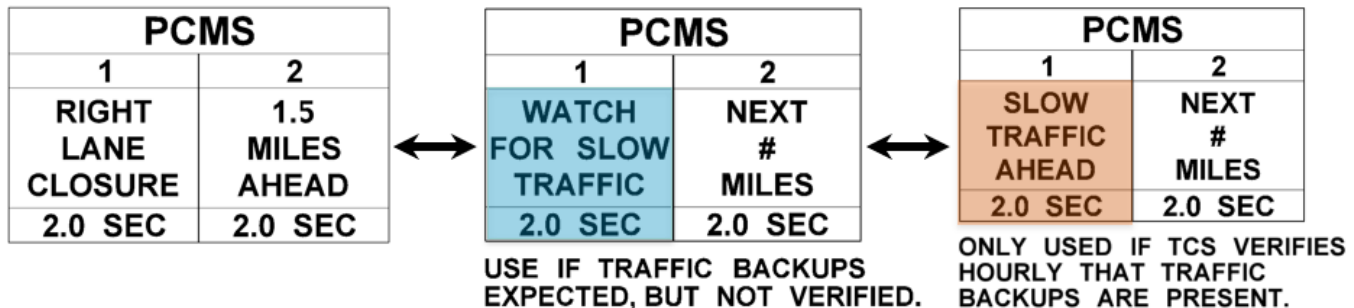 PCMS
1 2
RIGHT
LANE
CLOSURE
1.5
MILES
AHEAD
2.0 SEC 2.0 SEC
PCMS
1 2
WATCH
FOR SLOW
TRAFFIC
NEXT
#
MILES
2.0 SEC 2.0 SEC
USE IF TRAFFIC BACKUPS
EXPECTED, BUT NOT VERIFIED.
PCMS
1 2
SLOW
TRAFFIC
AHEAD
NEXT
#
MILES
2.0 SEC 2.0 SEC
ONLY USED IF TCS VERIFIES
HOURLY THAT TRAFFIC
BACKUPS ARE PRESENT.